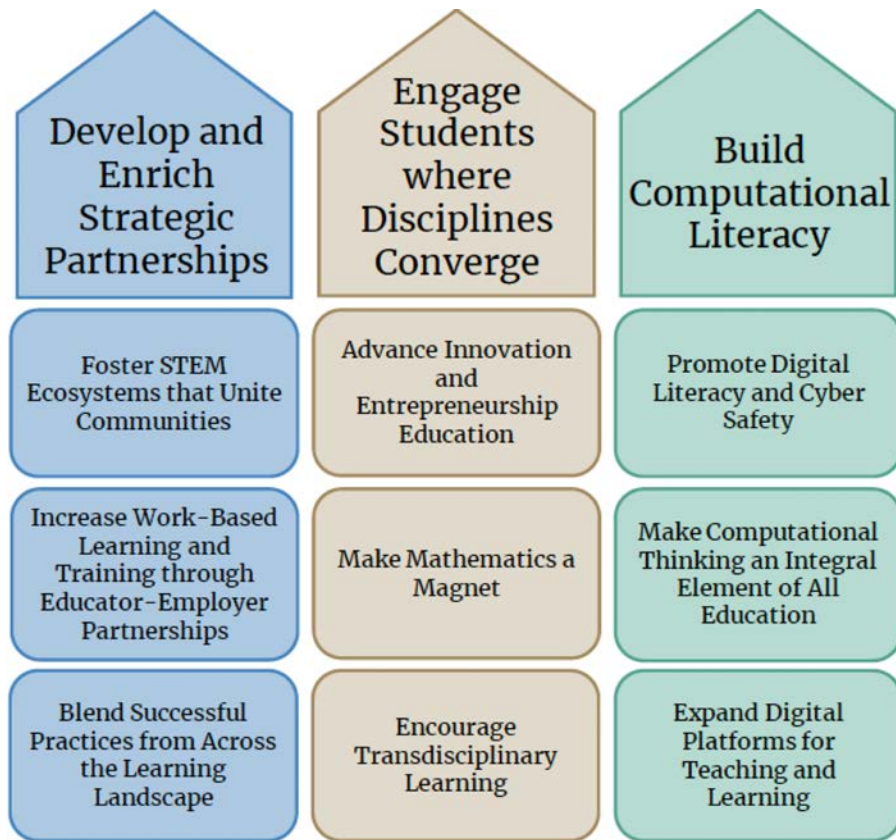 Develop and
Enrich
Strategic
Partnerships
Foster STEM
Ecosystems that Unite
Communities
Increase Work-Based
Learning and
Training through
Educator-Employer
Partnerships
Blend Successful
Practices from Across
the Learning
Landscape
Engage
Students
where
Disciplines
Converge
Advance Innovation
and
Entrepreneurship
Education
Make Mathematics a
Magnet
Encourage
Transdisciplinary
Learning
Build
Computational
Literacy
Promote Digital
Literacy and Cyber
Safety
Make Computational
Thinking an Integral
Element of All
Education
Expand Digital
Platforms for
Teaching and
Learning